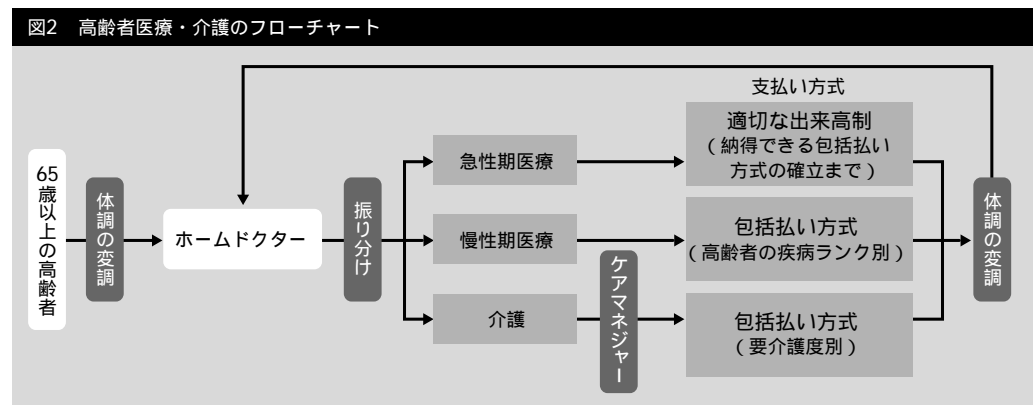 図2 高齢者医療・介護のフローチャート
65歳以上の高齢者
体調の変調
ホームドクター
振り分け
急性期医療
慢性期医療
介護
ケアマネジャー
支払い方式
適切な出来高制
(納得できる包括払い
方式の確立まで)
包括払い方式
(高齢者の疾病ランク別)
包括払い方式
(要介護度別)
体調の変調